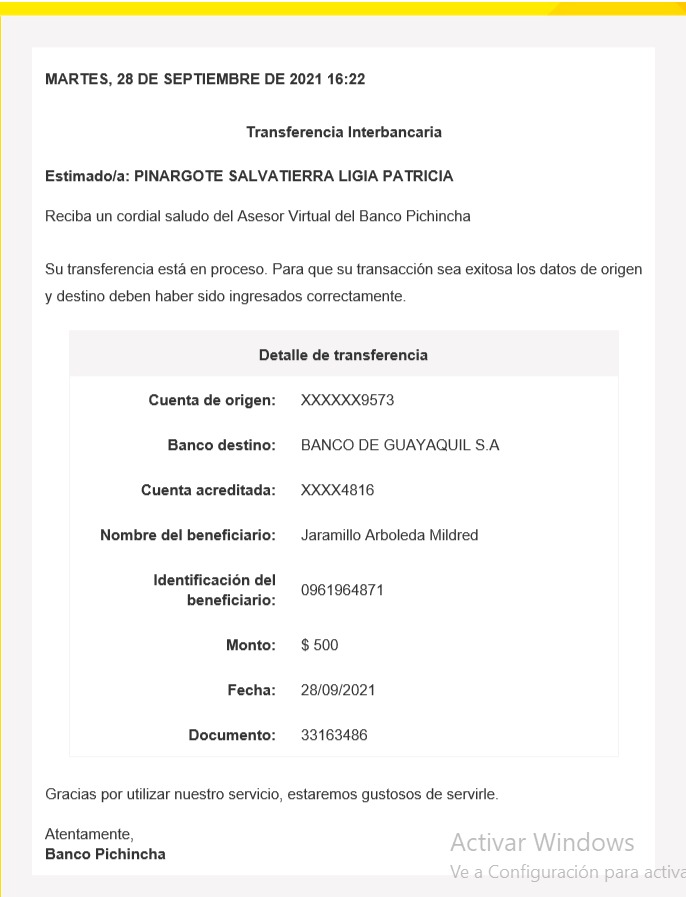 MARTES, 28 DE SEPTIEMBRE DE 2021 16:22
Transferencia Interbancaria
Estimado/a: PINARGOTE SALVATIERRA LIGIA PATRICIA
Reciba un cordial saludo del Asesor Virtual del Banco Pichincha
Su transferencia está en proceso. Para que su transacción sea exitosa los datos de origen
y destino deben haber sido ingresados correctamente.
Detalle de transferencia
Cuenta de origen: XXXXXX9573
Banco destino: BANCO DE GUAYAQUIL S.A
Cuenta acreditada: XXXX4816
Nombre del beneficiario: Jaramillo Arboleda Mildred
Identificación del
beneficiario: 0961964871
Monto: $ 500
Fecha: 28/09/2021
Documento: 33163486
Gracias por utilizar nuestro servicio, estaremos gustosos de servirle.
Atentamente,
Banco Pichincha
Activar Windows
Ve a Configuración para activa